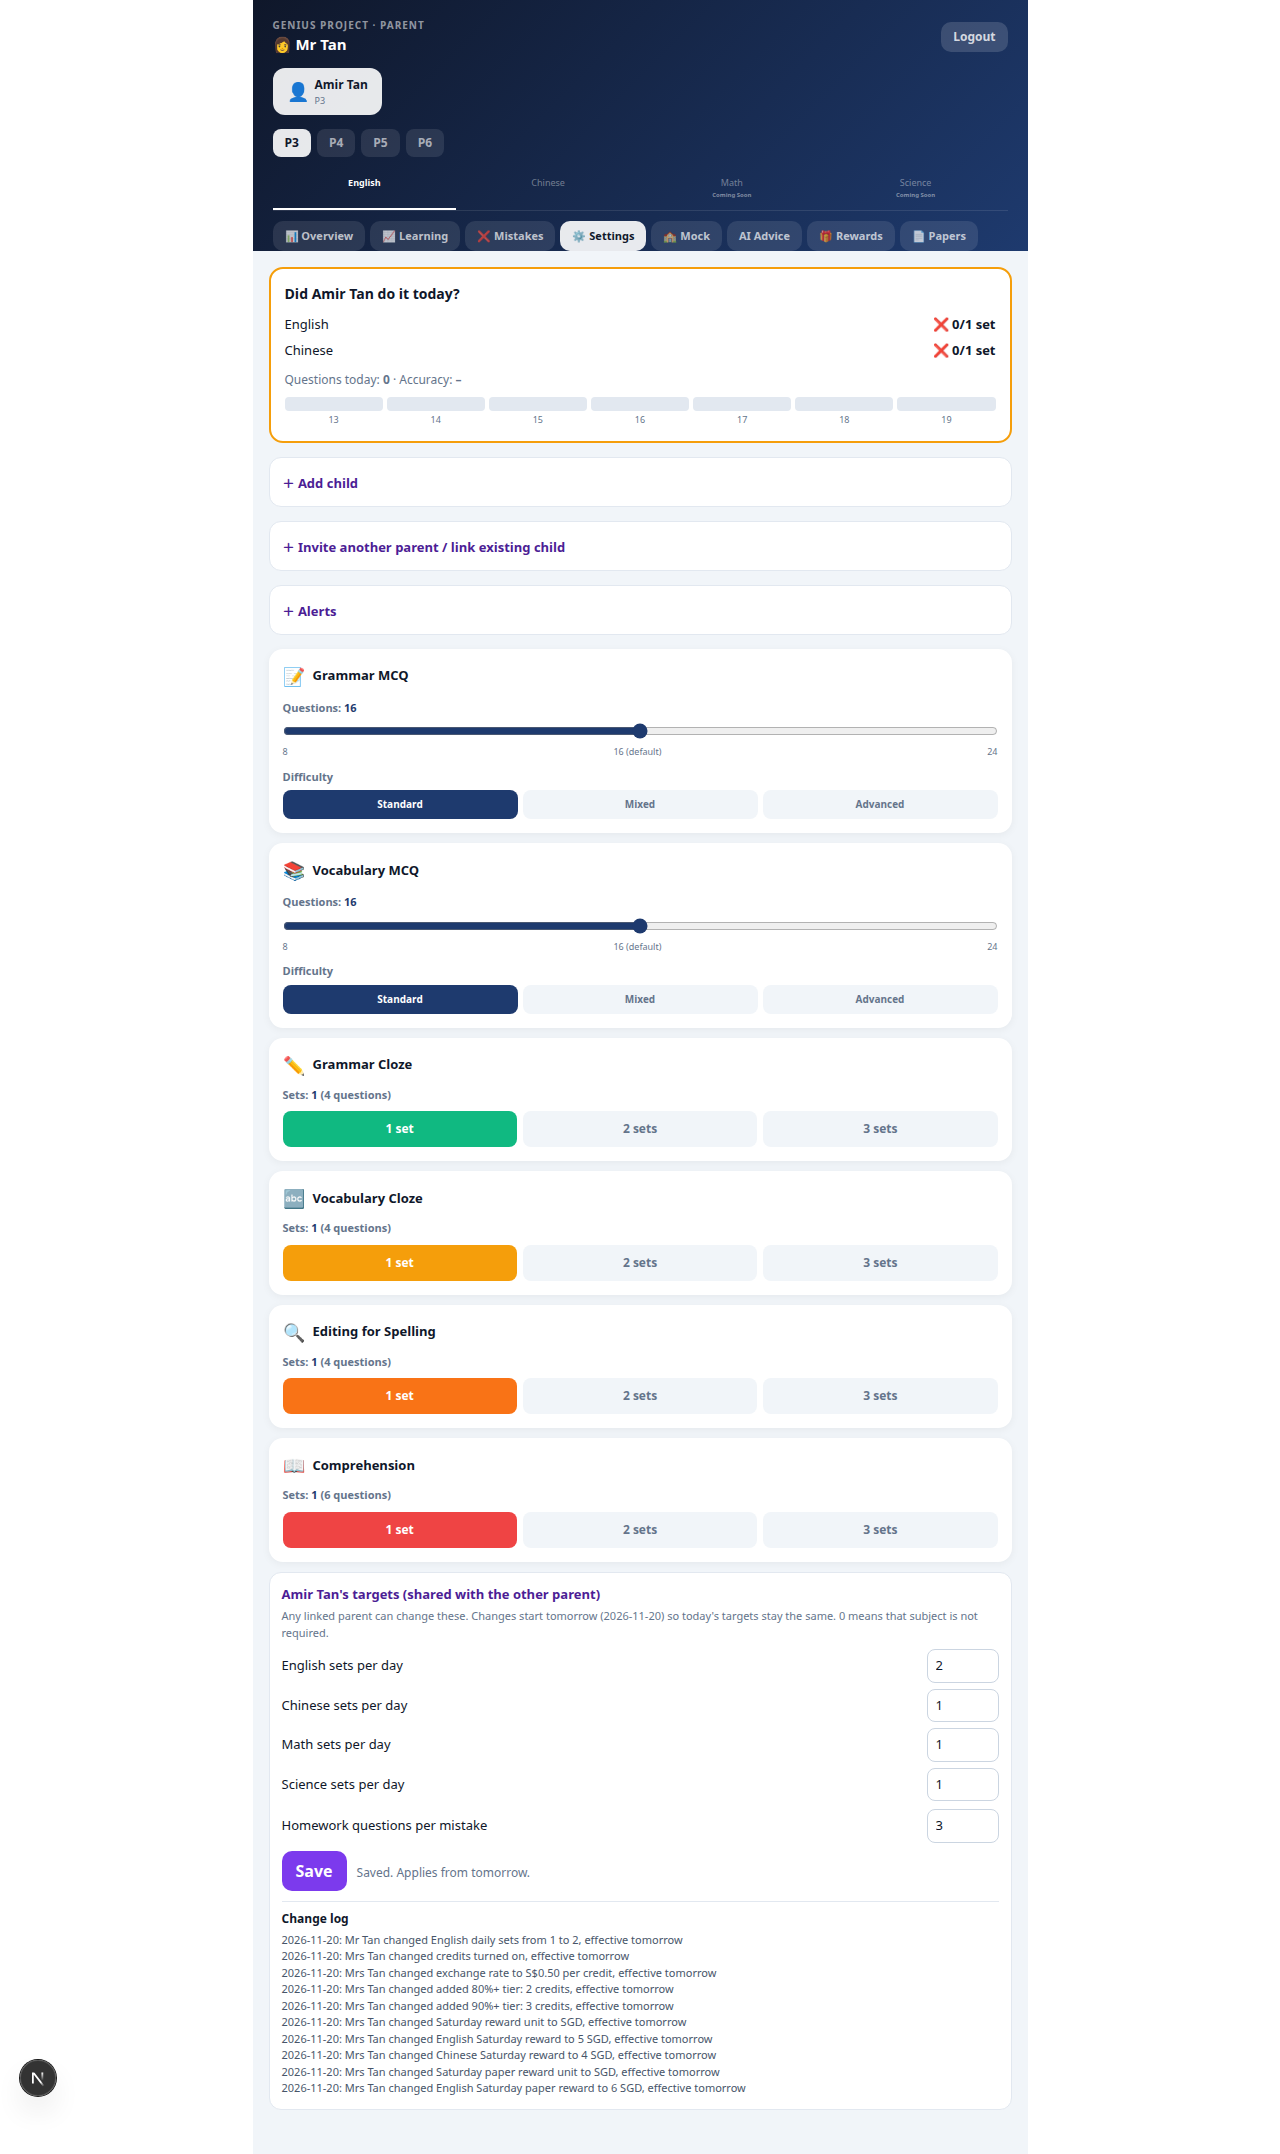 GENIUS PROJECT · PARENT
Mr Tan
Logout
Amir Tan
P3
P3 P4 P5 P6
English Chinese Math Science
Coming Soon Coming Soon
Overview Learning Mistakes Settings Mock AI Advice Rewards Papers
Did Amir Tan do it today?
English ❌ 0/1 set
Chinese ❌ 0/1 set
Questions today: 0 · Accuracy: –
13 14 15 16 17 18 19
+ Add child
+ Invite another parent / link existing child
+ Alerts
Grammar MCQ
Questions: 16
8 16 (default) 24
Difficulty
Standard Mixed Advanced
Vocabulary MCQ
Questions: 16
8 16 (default) 24
Difficulty
Standard Mixed Advanced
Grammar Cloze
Sets: 1 (4 questions)
1 set 2 sets 3 sets
abc Vocabulary Cloze
Sets: 1 (4 questions)
1 set 2 sets 3 sets
Editing for Spelling
Sets: 1 (4 questions)
1 set 2 sets 3 sets
Comprehension
Sets: 1 (6 questions)
1 set 2 sets 3 sets
Amir Tan's targets (shared with the other parent)
Any linked parent can change these. Changes start tomorrow (2026-11-20) so today's targets stay the same. 0 means that subject is not
required.
English sets per day 2
Chinese sets per day 1
Math sets per day 1
Science sets per day 1
Homework questions per mistake 3
Save Saved. Applies from tomorrow.
Change log
2026-11-20: Mr Tan changed English daily sets from 1 to 2, effective tomorrow
2026-11-20: Mrs Tan changed credits turned on, effective tomorrow
2026-11-20: Mrs Tan changed exchange rate to S$0.50 per credit, effective tomorrow
2026-11-20: Mrs Tan changed added 80%+ tier: 2 credits, effective tomorrow
2026-11-20: Mrs Tan changed added 90%+ tier: 3 credits, effective tomorrow
2026-11-20: Mrs Tan changed Saturday reward unit to SGD, effective tomorrow
2026-11-20: Mrs Tan changed English Saturday reward to 5 SGD, effective tomorrow
2026-11-20: Mrs Tan changed Chinese Saturday reward to 4 SGD, effective tomorrow
2026-11-20: Mrs Tan changed Saturday paper reward unit to SGD, effective tomorrow
2026-11-20: Mrs Tan changed English Saturday paper reward to 6 SGD, effective tomorrow
N